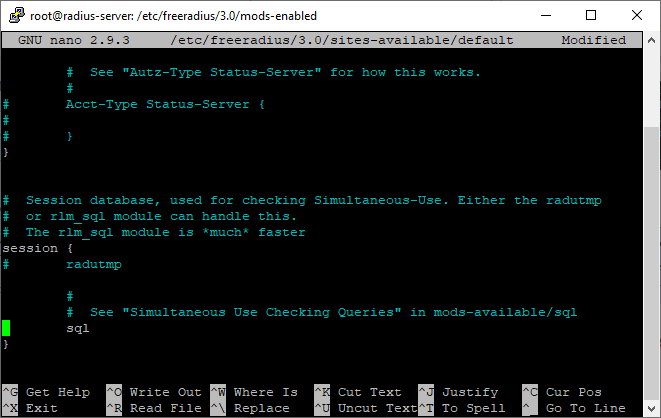 root@radius-server: /etc/freeradius/3.0/mods-enabled
GNU nano 2.9.3 /etc/freeradius/3.0/sites-available/default Modified
# See "Autz-Type Status-Server" for how this works.
#
# Acct-Type Status-Server {
#
# }
}
# Session database, used for checking Simultaneous-Use. Either the radutmp
# or rlm_sql module can handle this.
# The rlm_sql module is *much* faster
session {
# radutmp
#
# See "Simultaneous Use Checking Queries" in mods-available/sql
sql
}
^G Get Help ^O Write Out ^W Where Is ^K Cut Text ^J Justify ^C Cur Pos
^X Exit ^R Read File ^\ Replace ^U Uncut Text^T To Spell ^_ Go To Line